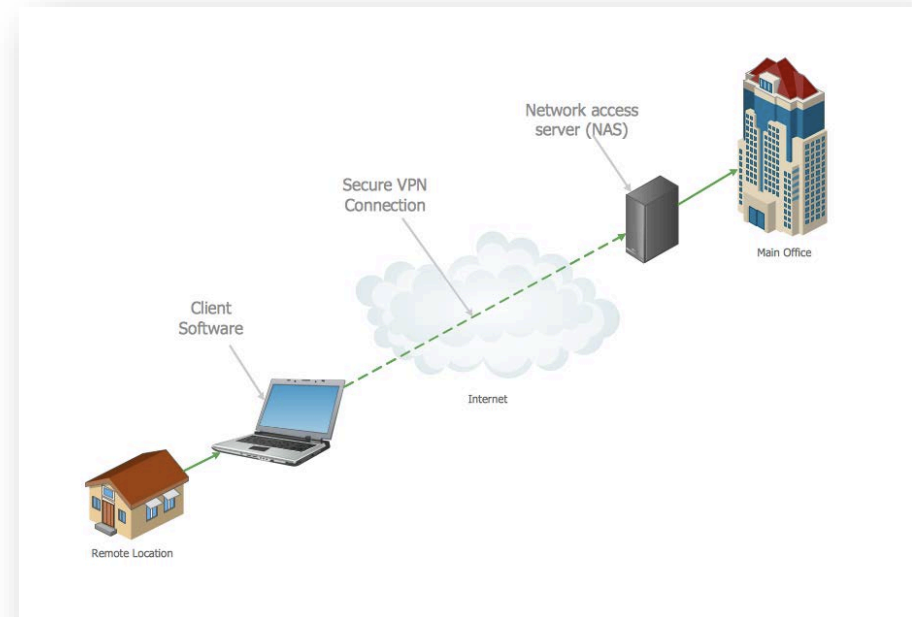 Network access
server (NAS)
Secure VPN
Connection
Main Office
Client
Software
Internet
Remote Location